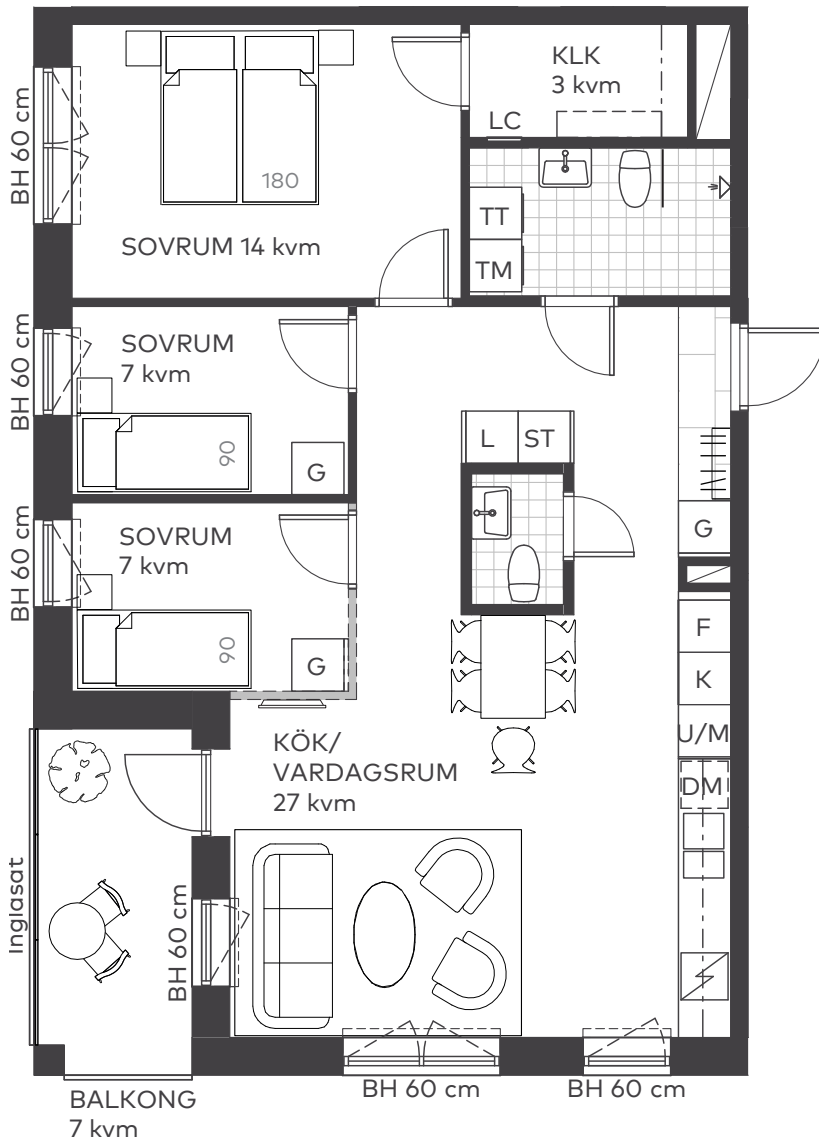 KLK
3 kvm
LC
BH 60 cm
180
TT
SOVRUM 14 kvm
TM
BH 60 cm
SOVRUM
7 kvm
90
G
L ST
BH 60 cm
SOVRUM
7 kvm
G
90
G
F
K
U/M
KÖK/
VARDAGSRUM
27 kvm
DM
Inglasat
BH 60 cm
BH 60 cm
BH 60 cm
BALKONG
7 kvm